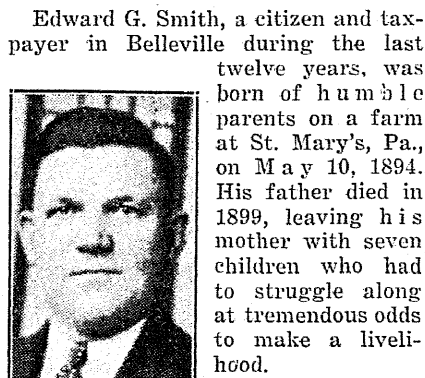 Edward G. Smith, a citizen and tax-
payer in Belleville during the last
twelve years, was
born of humble
parents on a farm
at St. Mary's, Pa.,
on May 10, 1894.
His father died in
1899, leaving his
mother with seven
children who had
to struggle along
at tremendous odds
to make a liveli-
hood.